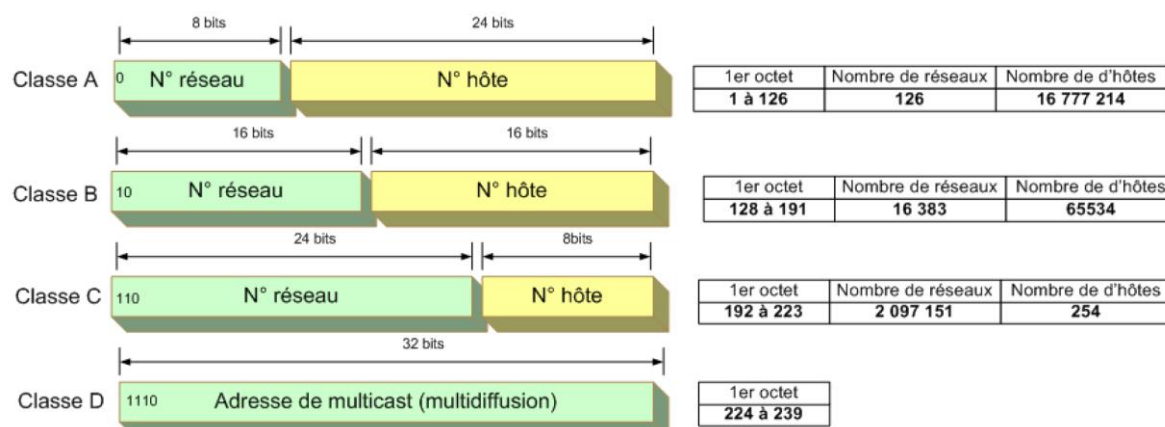 8 bits 24 bits
Classe A 0 N° réseau N° hôte
1er octet Nombre de réseaux Nombre de d'hôtes
1 à 126 126 16 777 214
16 bits 16 bits
Classe B 10 N° réseau N° hôte
1er octet Nombre de réseaux Nombre de d'hôtes
128 à 191 16 383 65534
24 bits 8bits
Classe C 110 N° réseau N° hôte
1er octet Nombre de réseaux Nombre de d'hôtes
192 à 223 2 097 151 254
32 bits
Classe D 1110 Adresse de multicast (multidiffusion)
1er octet
224 à 239